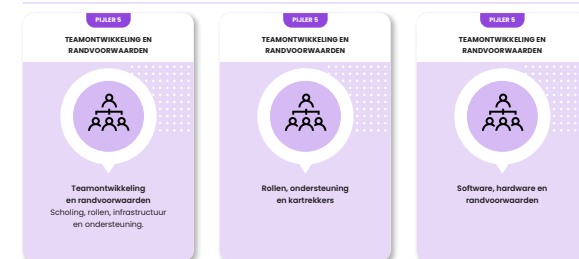 PIJLER 5
TEAMONTWIKKELING EN
RANDVOORWAARDEN
Teamontwikkeling
en randvoorwaarden
Scholing, rollen, infrastructuur
en ondersteuning.
PIJLER 5
TEAMONTWIKKELING EN
RANDVOORWAARDEN
Rollen, ondersteuning
en kartrekkers
PIJLER 5
TEAMONTWIKKELING EN
RANDVOORWAARDEN
Software, hardware en
randvoorwaarden